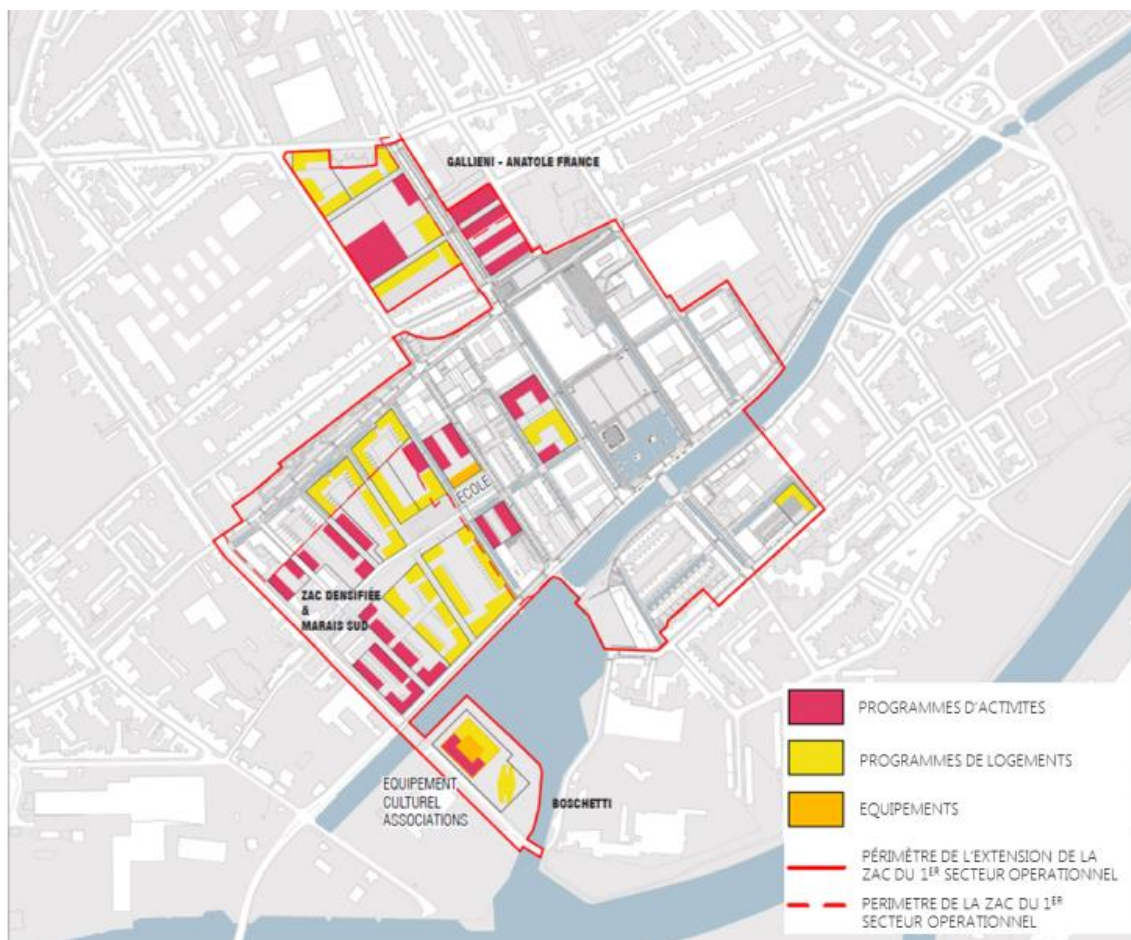 GALLIENI - ANATOLE FRANCE
ECOLE
ZAC DENSIFIÉE
&
MARAIS SUD
EQUIPEMENT
CULTUREL
ASSOCIATIONS
BOSCHETTI
PROGRAMMES D'ACTIVITES
PROGRAMMES DE LOGEMENTS
EQUIPEMENTS
PÉRIMÈTRE DE L'EXTENSION DE LA
ZAC DU 1ER SECTEUR OPERATIONNEL
PERIMETRE DE LA ZAC DU 1ER
SECTEUR OPERATIONNEL